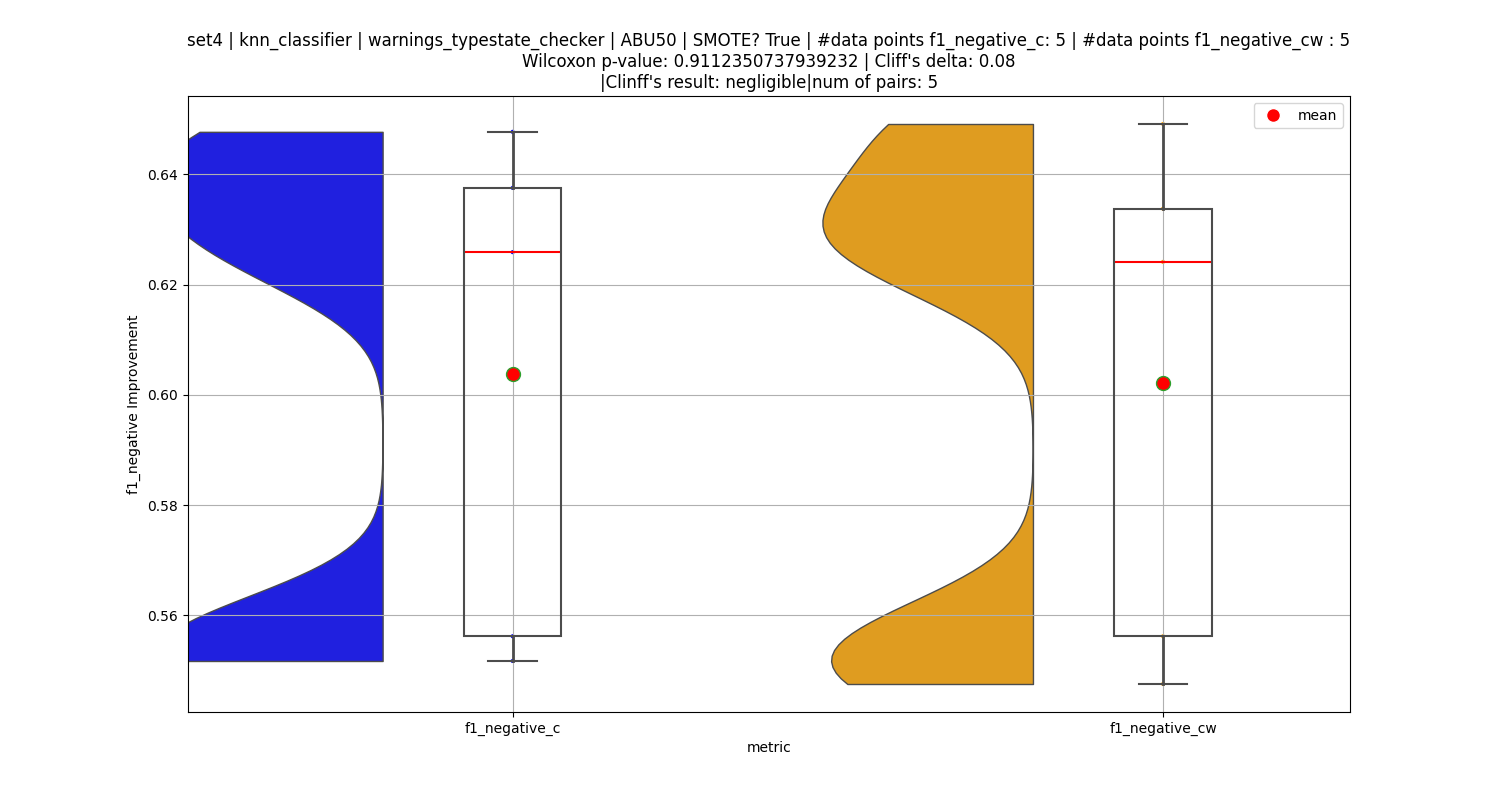 set4 | knn_classifier | warnings_typestate_checker | ABU50 | SMOTE? True | #data points f1_negative_c: 5 | #data points f1_negative_cw : 5
Wilcoxon p-value: 0.9112350737939232 | Cliff's delta: 0.08
|Clinff's result: negligible|num of pairs: 5
mean
0.64
0.62
0.60
0.58
0.56
f1_negative Improvement
f1_negative_c
f1_negative_cw
metric